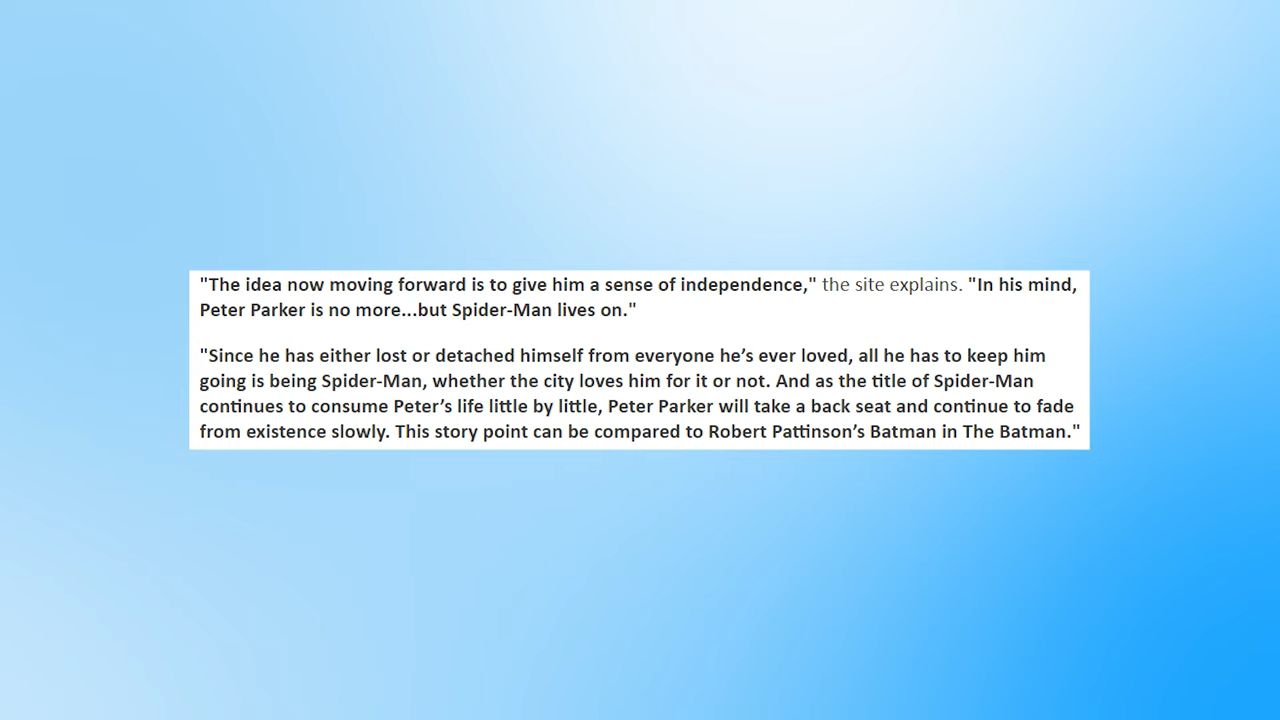 "The idea now moving forward is to give him a sense of independence," the site explains. "In his mind,
Peter Parker is no more...but Spider-Man lives on."
"Since he has either lost or detached himself from everyone he’s ever loved, all he has to keep him
going is being Spider-Man, whether the city loves him for it or not. And as the title of Spider-Man
continues to consume Peter’s life little by little, Peter Parker will take a back seat and continue to fade
from existence slowly. This story point can be compared to Robert Pattinson’s Batman in The Batman."